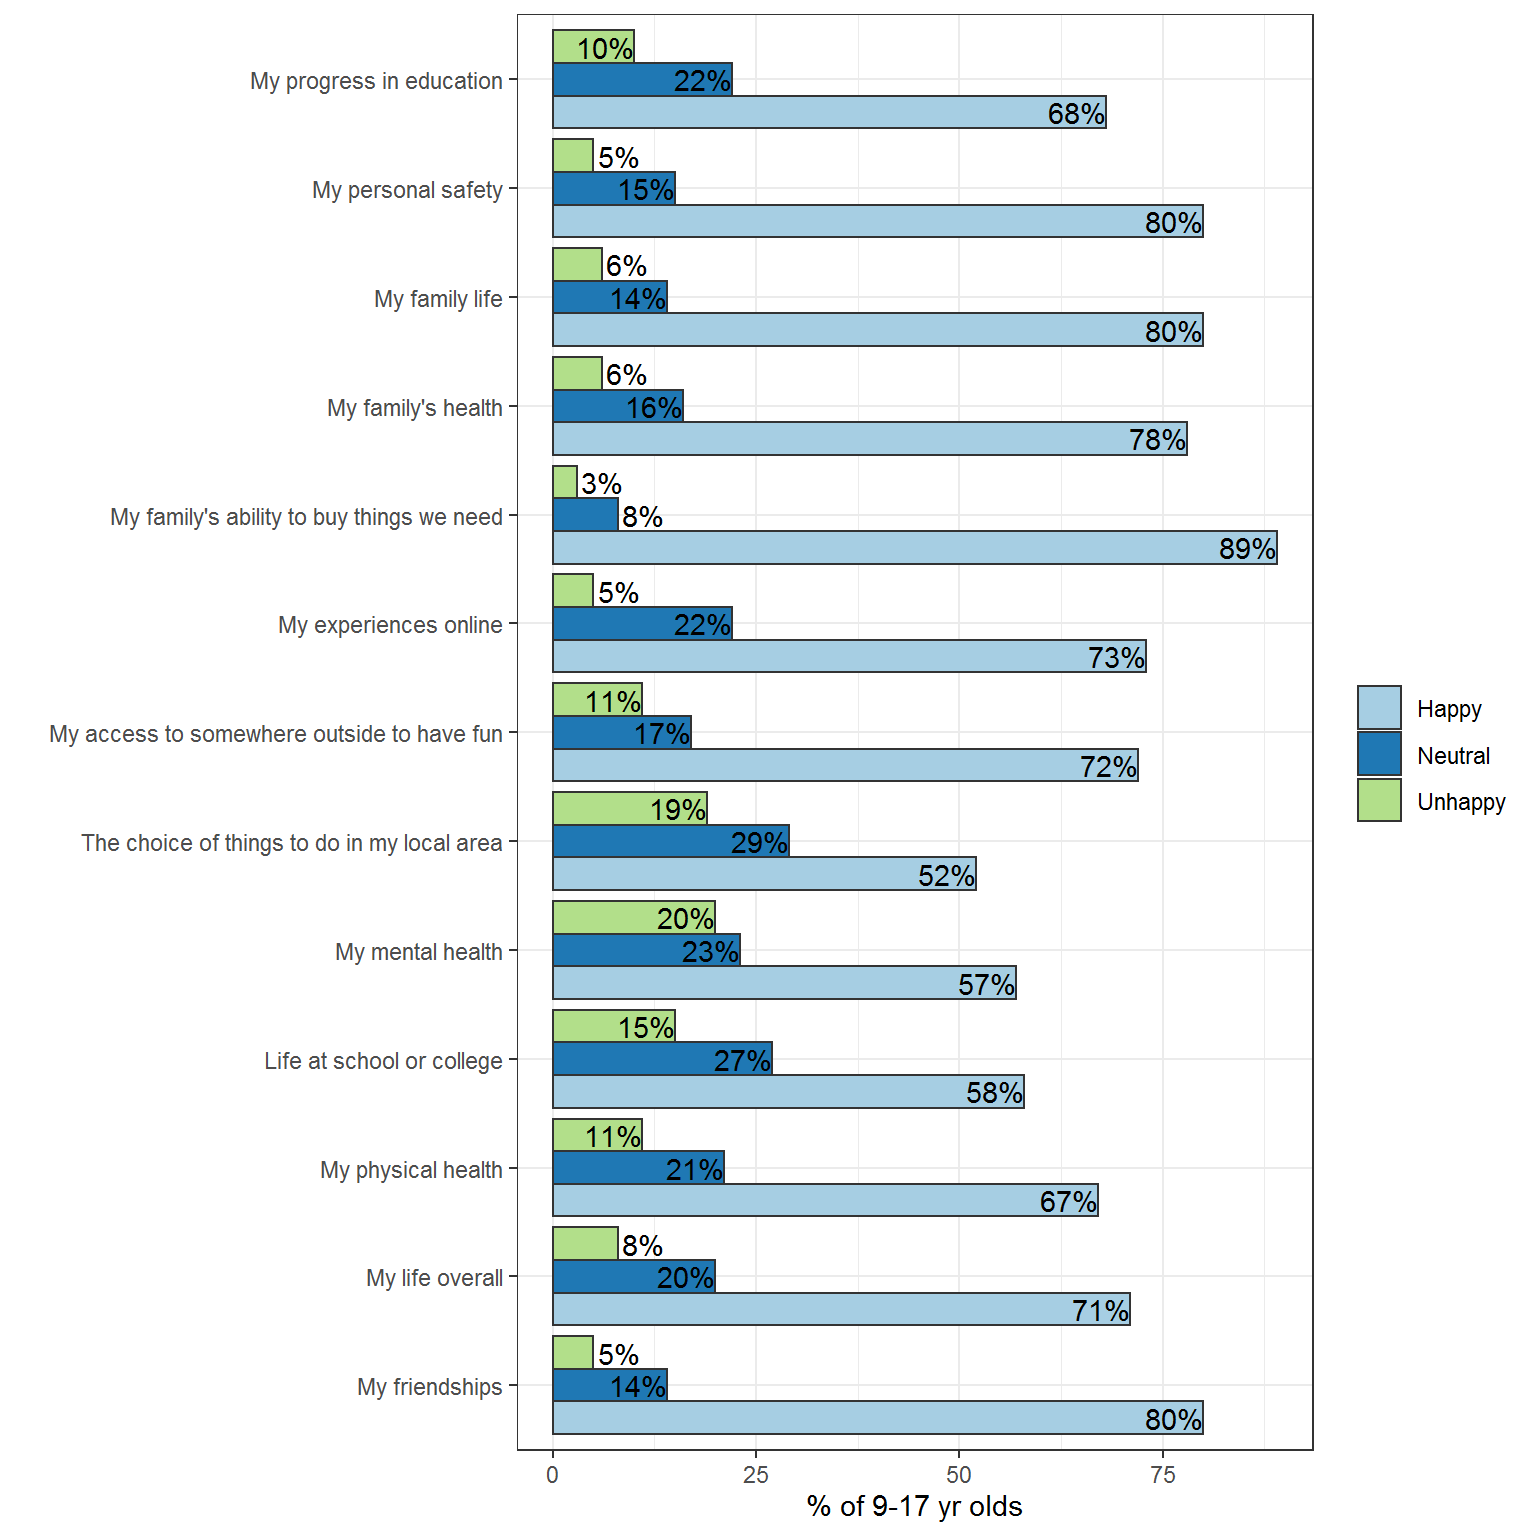 10%
22%
My progress in education
68%
5%
15%
My personal safety
80%
6%
14%
My family life
80%
6%
16%
My family's health
78%
3%
8%
My family's ability to buy things we need
89%
5%
22%
My experiences online
73%
11%
17%
My access to somewhere outside to have fun
72%
19%
29%
The choice of things to do in my local area
52%
20%
23%
My mental health
57%
15%
27%
Life at school or college
58%
11%
21%
My physical health
67%
8%
20%
My life overall
71%
5%
14%
My friendships
80%
0 25 50 75
% of 9-17 yr olds
Happy
Neutral
Unhappy